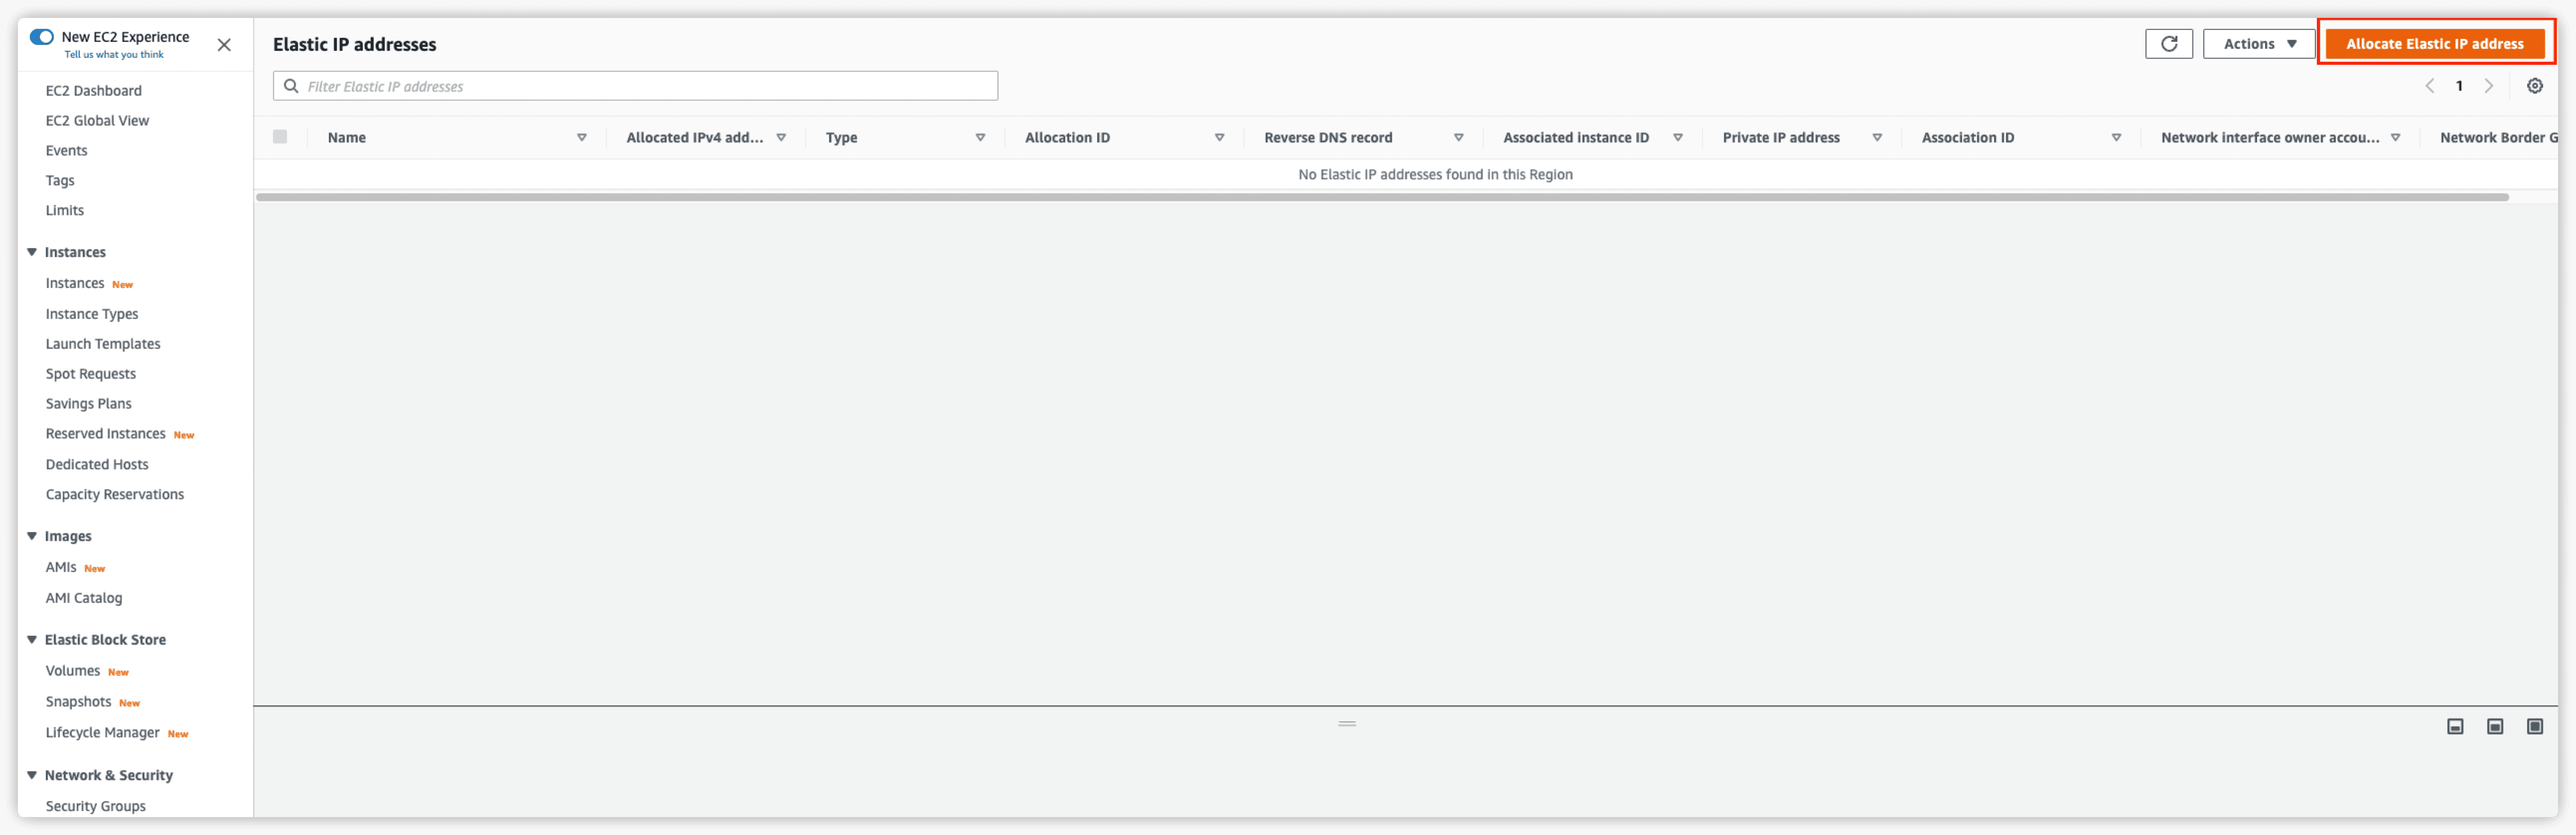 New EC2 Experience
Tell us what you think
EC2 Dashboard
EC2 Global View
Events
Tags
Limits
Instances
Instances New
Instance Types
Launch Templates
Spot Requests
Savings Plans
Reserved Instances New
Dedicated Hosts
Capacity Reservations
Images
AMIs New
AMI Catalog
Elastic Block Store
Volumes New
Snapshots New
Lifecycle Manager New
Network & Security
Security Groups
Elastic IP addresses
Actions
Allocate Elastic IP address
Filter Elastic IP addresses
1
Name Allocated IPv4 add... Type Allocation ID Reverse DNS record Associated instance ID Private IP address Association ID Network interface owner accou... Network Border G
No Elastic IP addresses found in this Region